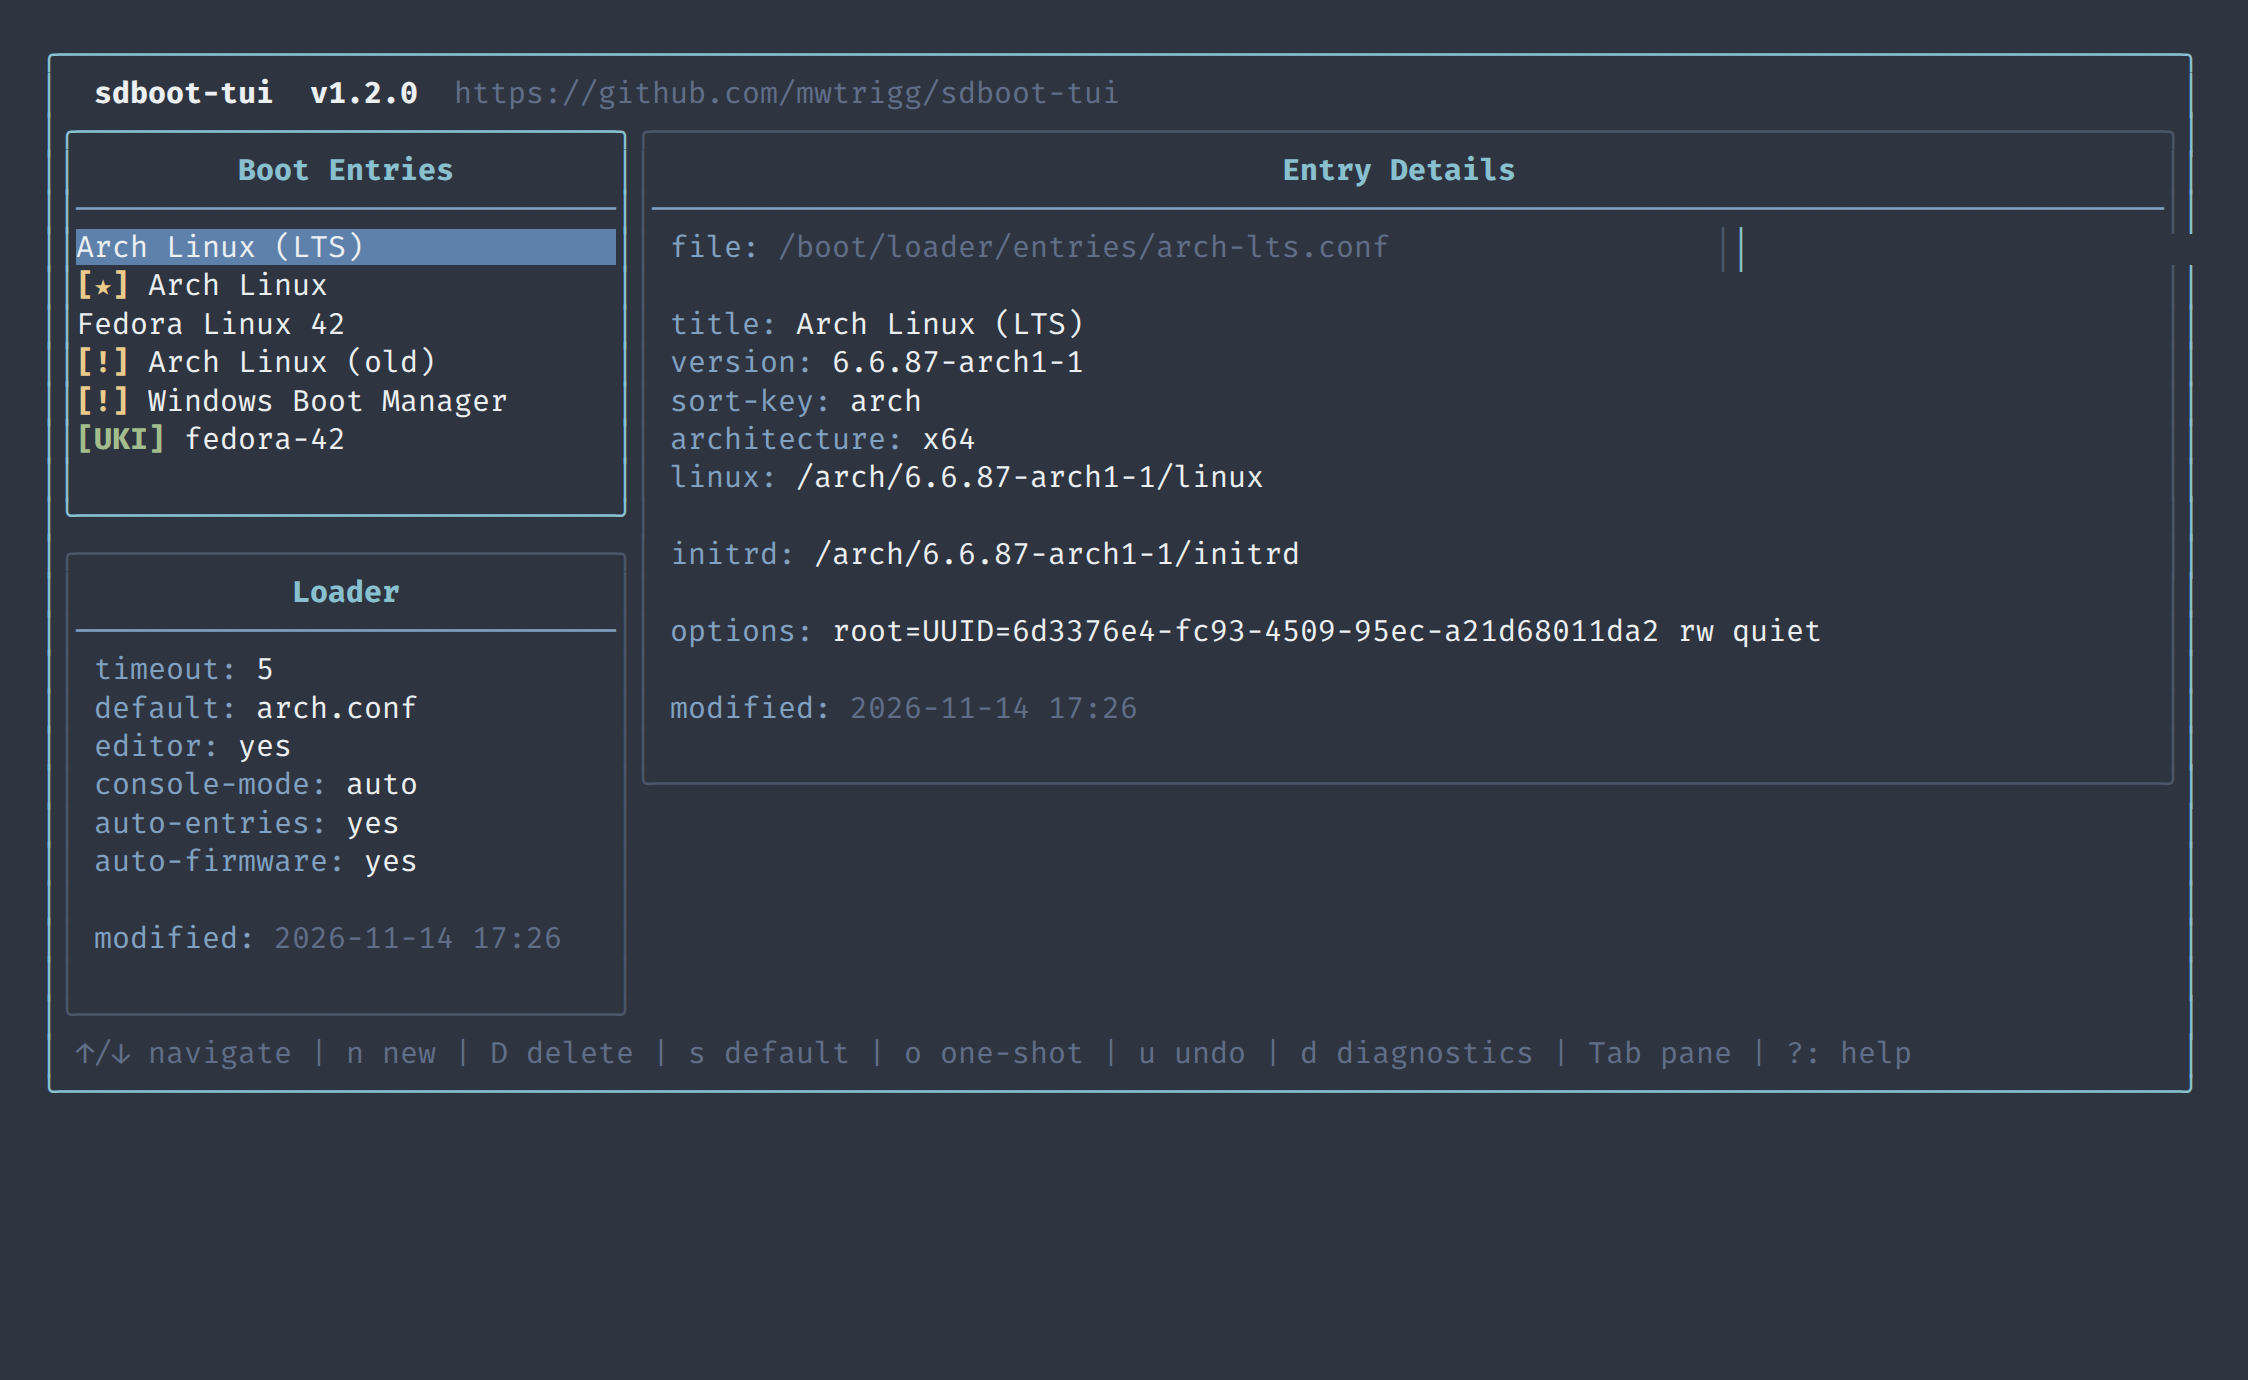 sdboot-tui v1.2.0 https://github.com/mwtrigg/sdboot-tui
Boot Entries
Arch Linux (LTS)
[★] Arch Linux
Fedora Linux 42
[!] Arch Linux (old)
[!] Windows Boot Manager
[UKI] fedora-42
Loader
timeout: 5
default: arch.conf
editor: yes
console-mode: auto
auto-entries: yes
auto-firmware: yes
modified: 2026-11-14 17:26
Entry Details
file: /boot/loader/entries/arch-lts.conf
title: Arch Linux (LTS)
version: 6.6.87-arch1-1
sort-key: arch
architecture: x64
linux: /arch/6.6.87-arch1-1/linux
initrd: /arch/6.6.87-arch1-1/initrd
options: root=UUID=6d3376e4-fc93-4509-95ec-a21d68011da2 rw quiet
modified: 2026-11-14 17:26
↑/↓ navigate | n new | D delete | s default | o one-shot | u undo | d diagnostics | Tab pane | ?: help